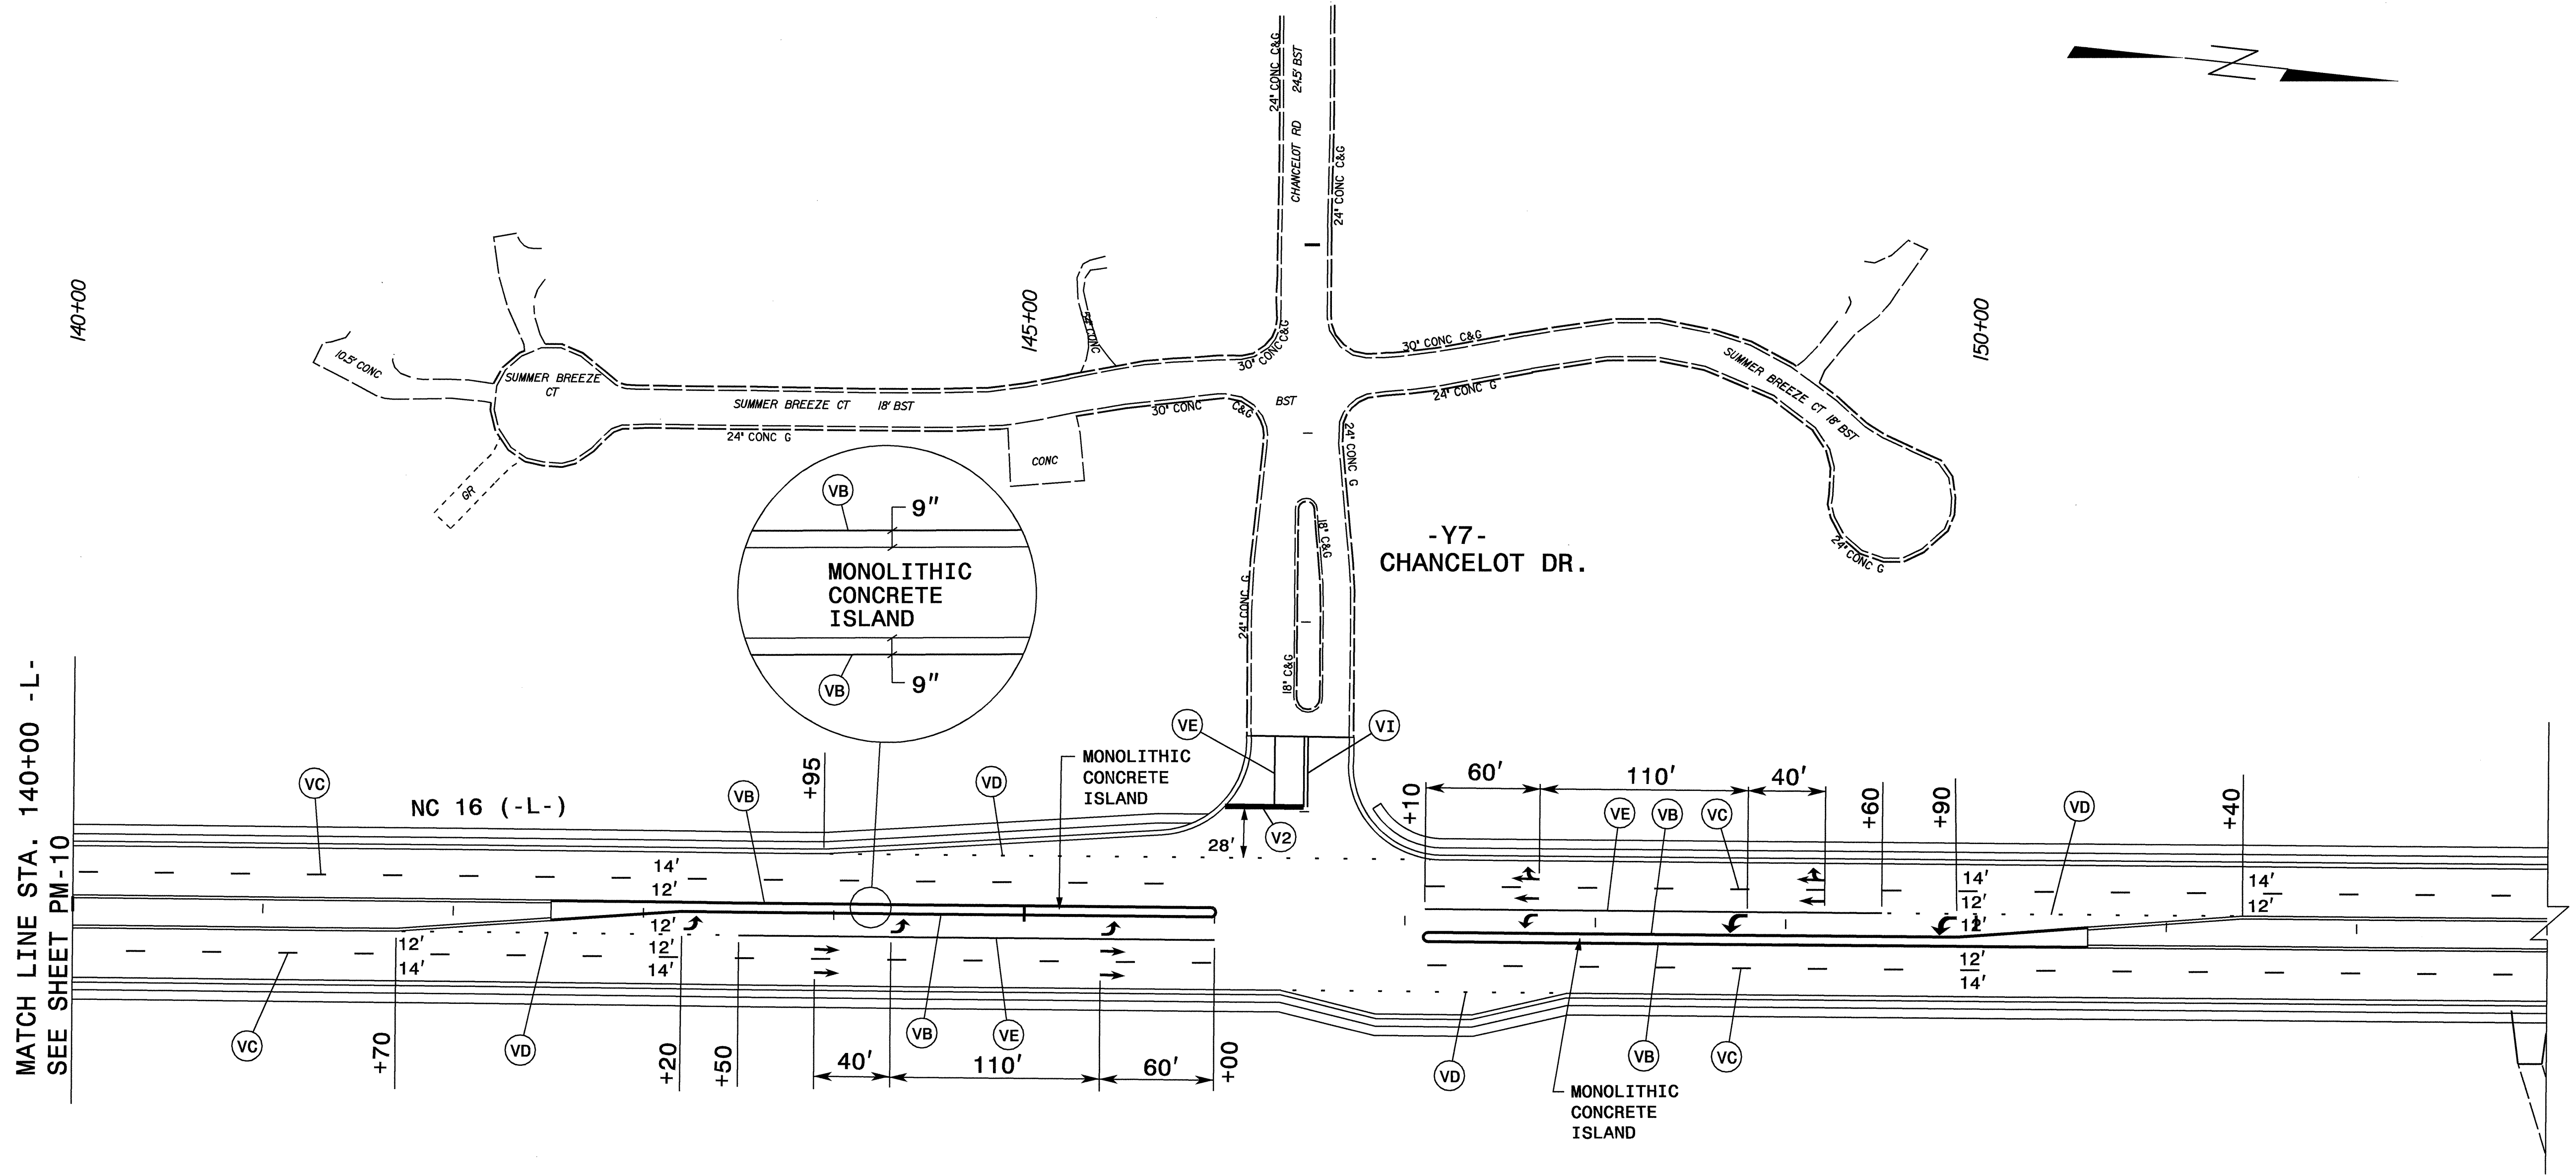 24" CONC C&G
24.5' BST
CHANCELOT RD
24" CONC C&G
N
140+00
145+00
150+00
10.5' CONC
SUMMER BREEZE
CT
SUMMER BREEZE CT 18' BST
24" CONC G
GR
CONC
30" CONC C&G
30" CONC C&G
BST
30" CONC C&G
24" CONC G
SUMMER BREEZE CT 18' BST
24" CONC G
24" CONC G
24" CONC G
18" C&G
18" C&G
-Y7-
CHANCELOT DR.
VB
9"
MONOLITHIC
CONCRETE
ISLAND
VB
9"
MATCH LINE STA. 140+00 -L-
SEE SHEET PM-10
VC
NC 16 (-L-)
VB
+95
VD
MONOLITHIC
CONCRETE
ISLAND
VE
VI
V2
28'
+10
60'
110'
40'
VE
VB
VC
+60
+90
VD
+40
14'
12'
12'
12'
14'
12'
14'
14'
12'
12'
12'
14'
14'
12'
VC
+70
VD
+20
+50
40'
VB
110'
VE
60'
+00
VD
VB
VC
MONOLITHIC
CONCRETE
ISLAND